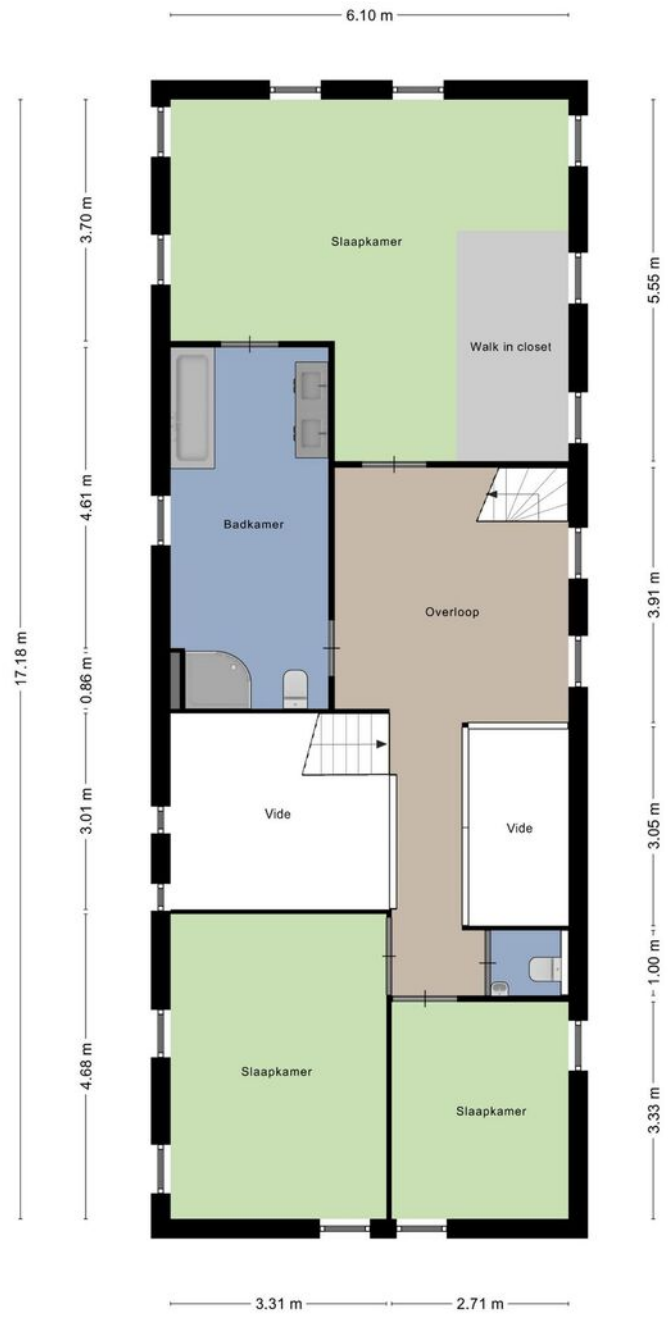 6.10 m
3.70 m
Slaapkamer
5.55 m
Walk in closet
4.61 m
Badkamer
3.91 m
Overloop
17.18 m
0.86 m
3.01 m
Vide
Vide
3.05 m
1.00 m
4.68 m
Slaapkamer
Slaapkamer
3.33 m
3.31 m
2.71 m